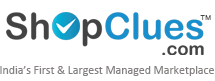 ShopClues™
.com
India's First & Largest Managed Marketplace